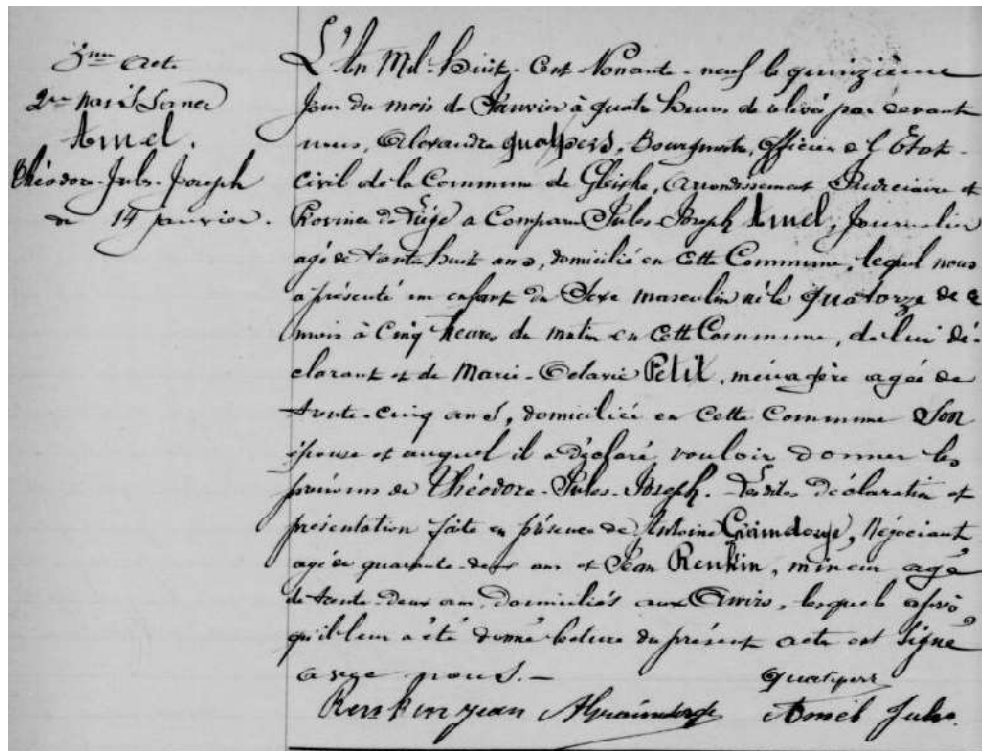 3me Acte
2me Naissance
Amel.
Théodore-Jules-Joseph
du 14 janvier.
L'An Mil-huit-Cent-Nonante-neuf le quinzième
Jour du mois de Janvier à quatre heures de relevée par devant
nous, Alexandre Quatpers, Bourgmestre, Officier de l'État-
Civil de la Commune de Gleixhe, Arrondissement Judiciaire et
Province de Liége a Comparu Jules Joseph Amel, Journalier
agé de trente huit ans, domicilié en Cette Commune, lequel nous
a présenté un enfant du Sexe masculin né le quatorze de ce
mois à Cinq heures du matin en Cette Commune, de lui dé-
clarant et de Marie-Octavie Petit, ménagère agée de
trente-cinq ans, domiciliée en Cette Commune Son
épouse et auquel il a déclaré vouloir donner les
prénoms de Théodore-Jules-Joseph. Lesdites déclaration et
présentation faite en présence de Antoine Graindorge, Négociant
agé de quarante-deux ans et Jean Renkin, mineur agé
de trente-deux ans, domiciliés aux Awirs, lesquels après
qu'il leur a été donné lecture du présent acte ont Signé
avec nous.-
Quatpers
Renkin jean AGraindorge Amel Jules.